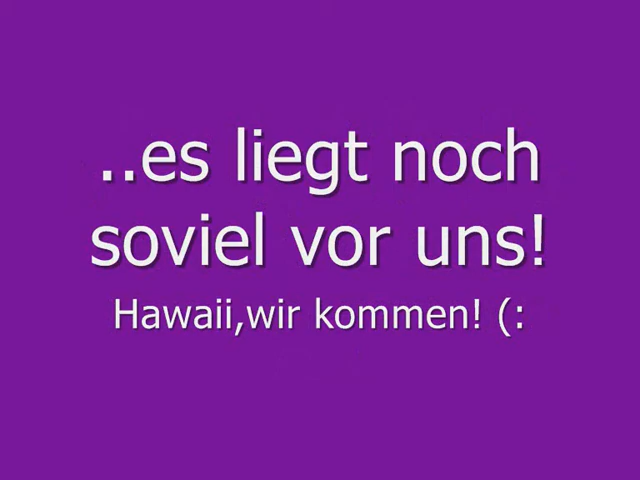 ..es liegt noch
soviel vor uns!
Hawaii,wir kommen! (: